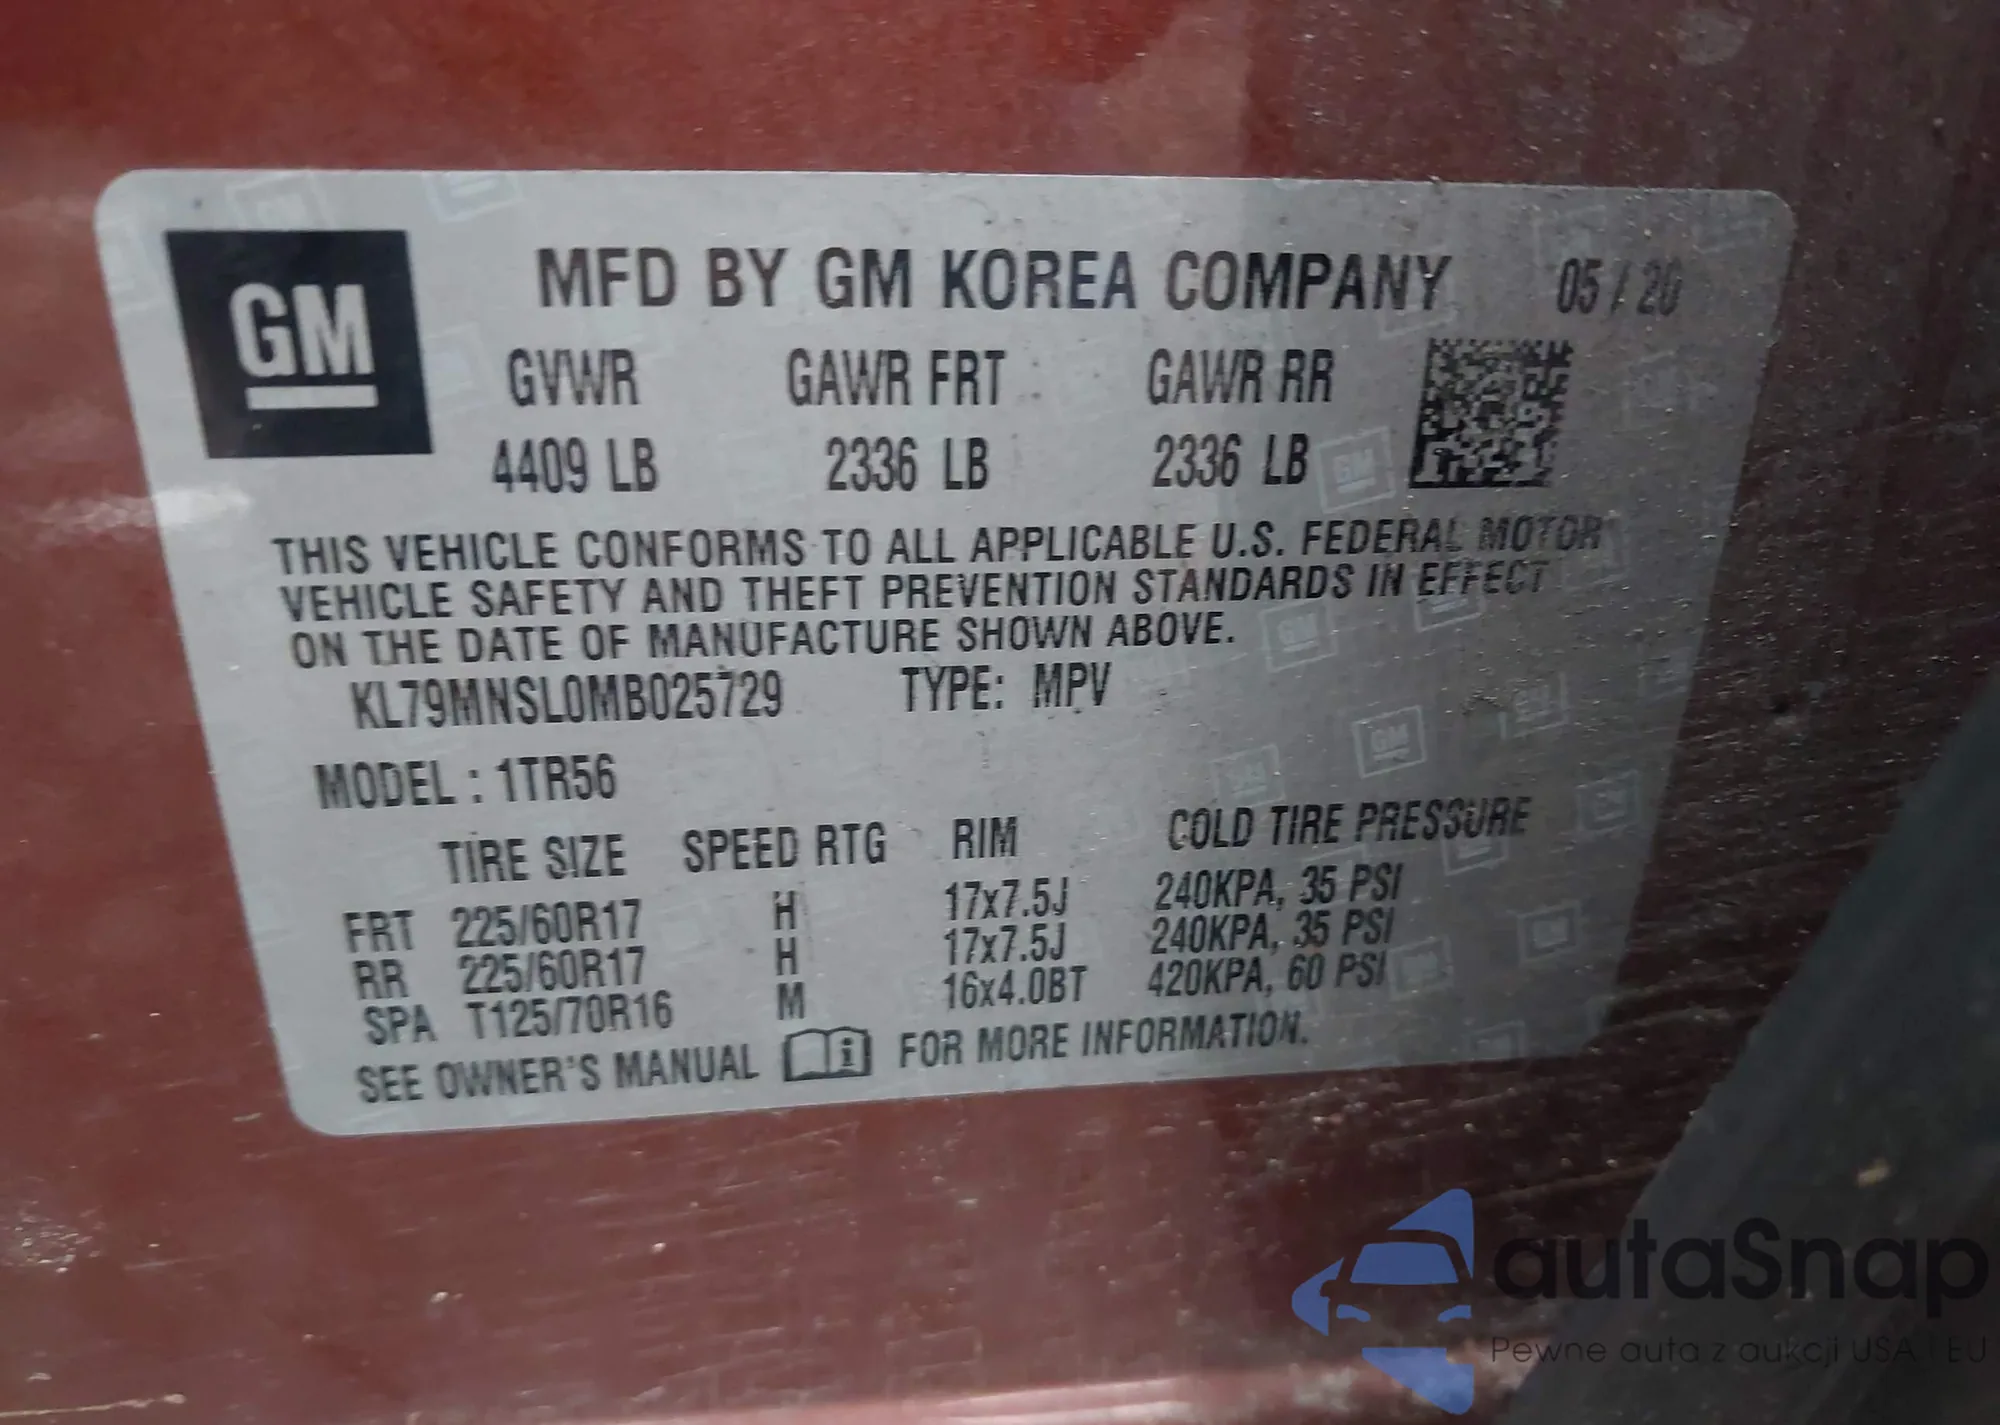 GM
MFD BY GM KOREA COMPANY 05 / 20
GVWR GAWR FRT GAWR RR
4409 LB 2336 LB 2336 LB
THIS VEHICLE CONFORMS TO ALL APPLICABLE U.S. FEDERAL MOTOR
VEHICLE SAFETY AND THEFT PREVENTION STANDARDS IN EFFECT
ON THE DATE OF MANUFACTURE SHOWN ABOVE.
KL79MNSL0MB025729 TYPE: MPV
MODEL : 1TR56
TIRE SIZE SPEED RTG RIM COLD TIRE PRESSURE
FRT 225/60R17 H 17x7.5J 240KPA, 35 PSI
RR 225/60R17 H 17x7.5J 240KPA, 35 PSI
SPA T125/70R16 M 16x4.0BT 420KPA, 60 PSI
SEE OWNER'S MANUAL FOR MORE INFORMATION.
autaSnap
Pewne auta z aukcji USA i EU